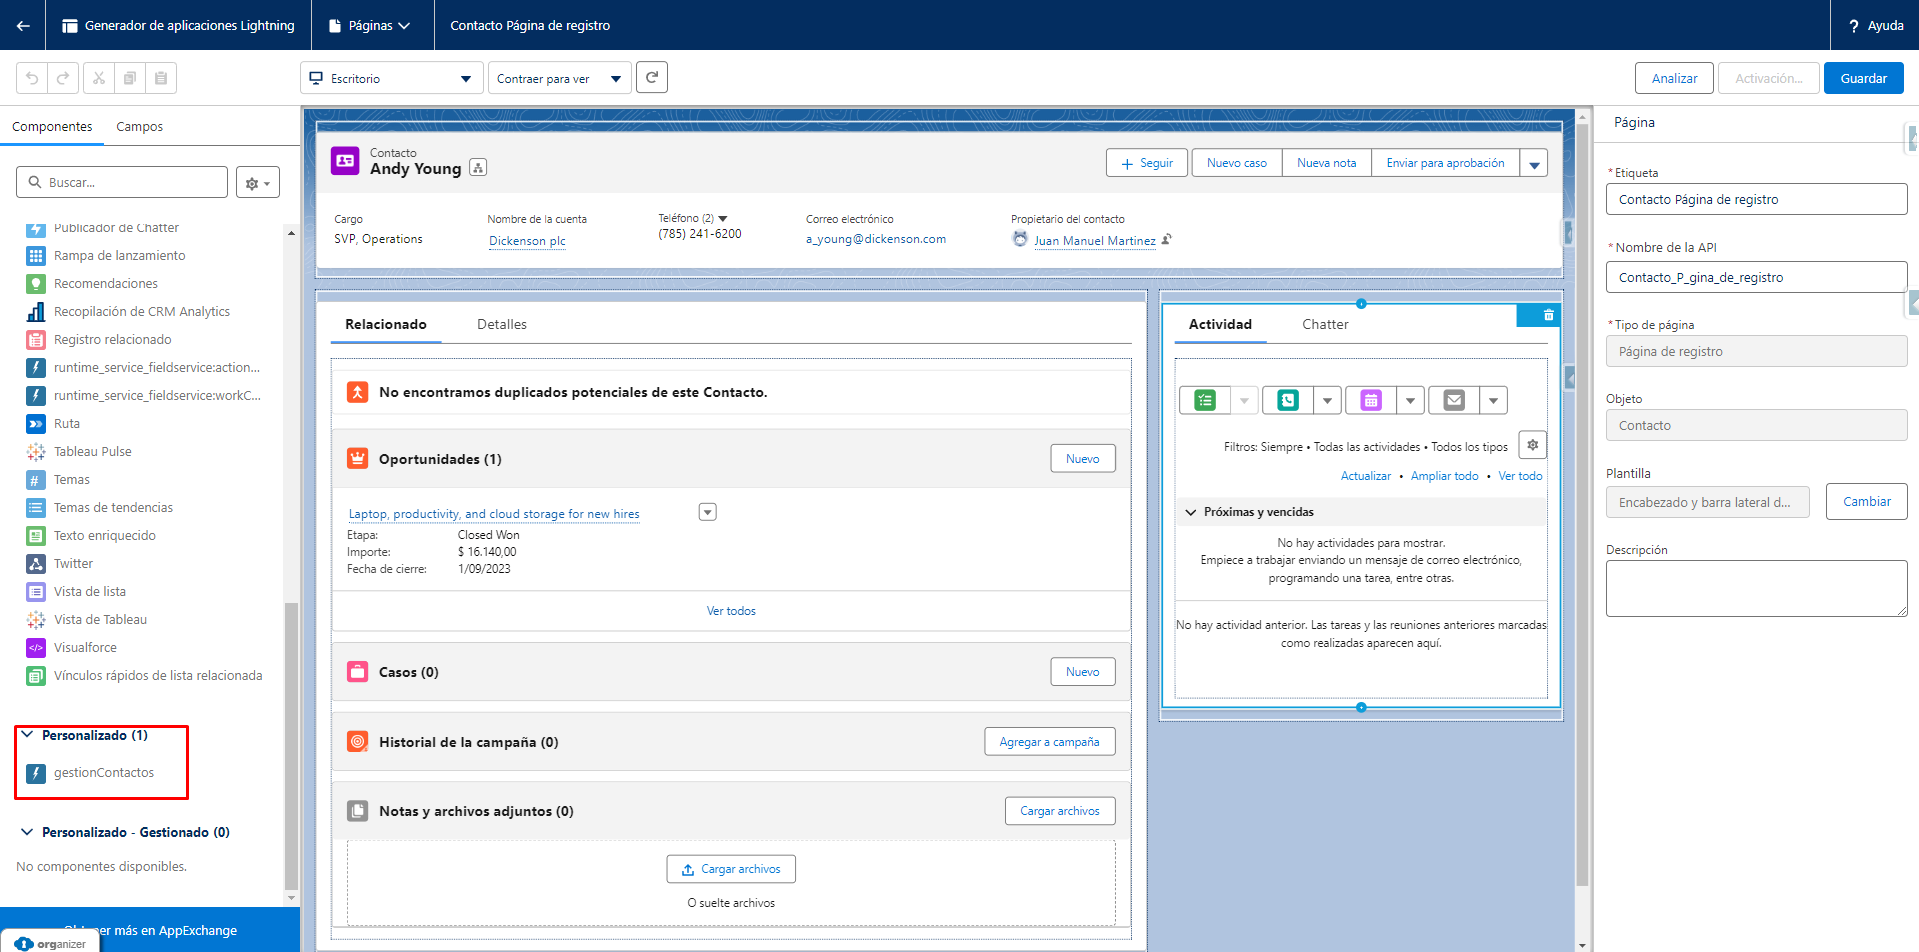 Generador de aplicaciones Lightning
Páginas
Contacto Página de registro
? Ayuda
Escritorio
Contraer para ver
Analizar
Activación...
Guardar
Componentes
Campos
Buscar...
Publicador de Chatter
Rampa de lanzamiento
Recomendaciones
Recopilación de CRM Analytics
Registro relacionado
runtime_service_fieldservice:action...
runtime_service_fieldservice:workC...
Ruta
Tableau Pulse
Temas
Temas de tendencias
Texto enriquecido
Twitter
Vista de lista
Vista de Tableau
Visualforce
Vínculos rápidos de lista relacionada
Personalizado (1)
gestionContactos
Personalizado - Gestionado (0)
No componentes disponibles.
más en AppExchange
organizer
Contacto
Andy Young
Seguir
Nuevo caso
Nueva nota
Enviar para aprobación
Cargo
SVP, Operations
Nombre de la cuenta
Dickenson plc
Teléfono (2)
(785) 241-6200
Correo electrónico
a_young@dickenson.com
Propietario del contacto
Juan Manuel Martinez
Relacionado
Detalles
No encontramos duplicados potenciales de este Contacto.
Oportunidades (1)
Nuevo
Laptop, productivity, and cloud storage for new hires
Etapa: Closed Won
Importe: $ 16.140,00
Fecha de cierre: 1/09/2023
Ver todos
Casos (0)
Nuevo
Historial de la campaña (0)
Agregar a campaña
Notas y archivos adjuntos (0)
Cargar archivos
Cargar archivos
O suelte archivos
Actividad
Chatter
Filtros: Siempre • Todas las actividades • Todos los tipos
Actualizar • Ampliar todo • Ver todo
Próximas y vencidas
No hay actividades para mostrar.
Empiece a trabajar enviando un mensaje de correo electrónico,
programando una tarea, entre otras.
No hay actividad anterior. Las tareas y las reuniones anteriores marcadas
como realizadas aparecen aquí.
Página
*Etiqueta
Contacto Página de registro
*Nombre de la API
Contacto_P_gina_de_registro
*Tipo de página
Página de registro
Objeto
Contacto
Plantilla
Encabezado y barra lateral d...
Cambiar
Descripción